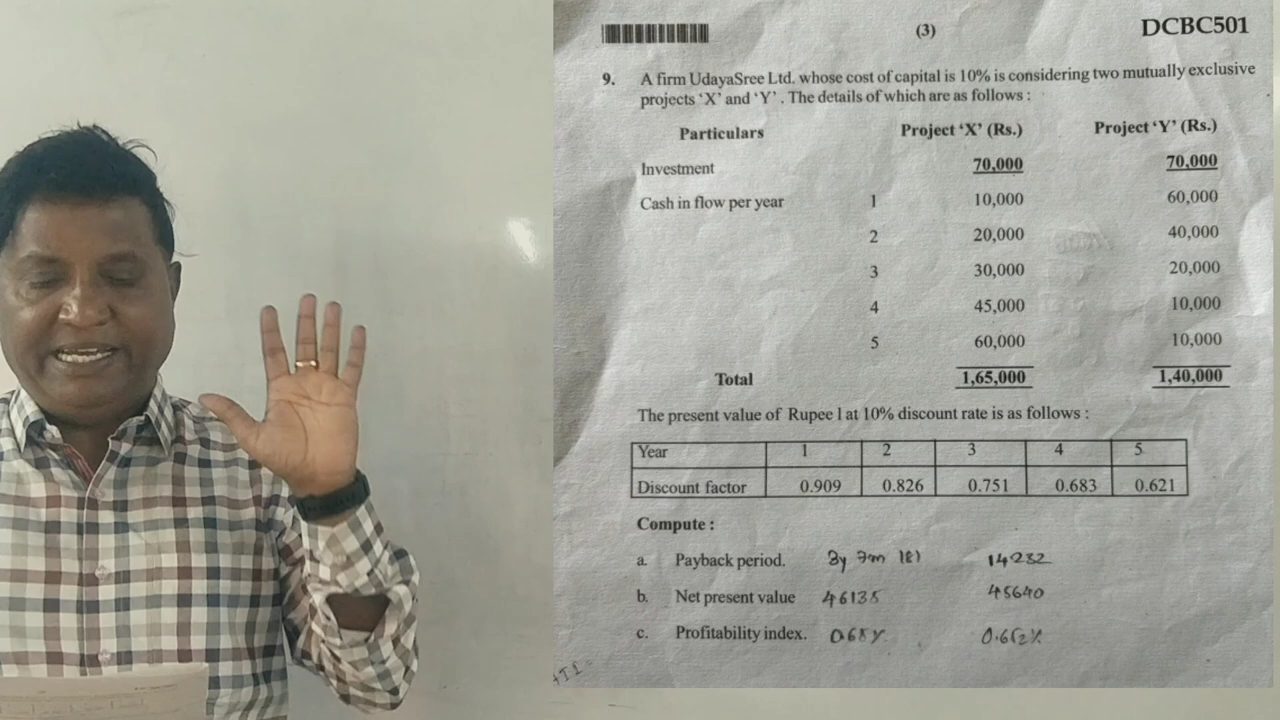 (3)
DCBC501
9. A firm UdayaSree Ltd. whose cost of capital is 10% is considering two mutually exclusive
projects ‘X’ and ‘Y’ . The details of which are as follows :
Particulars Project ‘X’ (Rs.) Project ‘Y’ (Rs.)
Investment 70,000 70,000
Cash in flow per year 1 10,000 60,000
2 20,000 40,000
3 30,000 20,000
4 45,000 10,000
5 60,000 10,000
Total 1,65,000 1,40,000
The present value of Rupee 1 at 10% discount rate is as follows :
Year 1 2 3 4 5
Discount factor 0.909 0.826 0.751 0.683 0.621
Compute :
a. Payback period. 3y
b. Net present value 46135 45640
c. Profitability index.